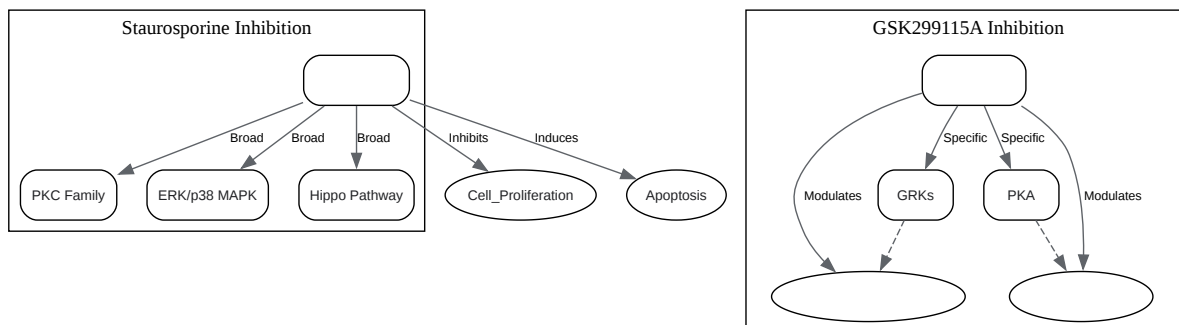 Staurosporine Inhibition
GSK299115A Inhibition
Broad
Broad
Broad
Inhibits
Induces
Specific
Specific
PKC Family
ERK/p38 MAPK
Hippo Pathway
Cell_Proliferation
Apoptosis
Modulates
GRKs
PKA
Modulates